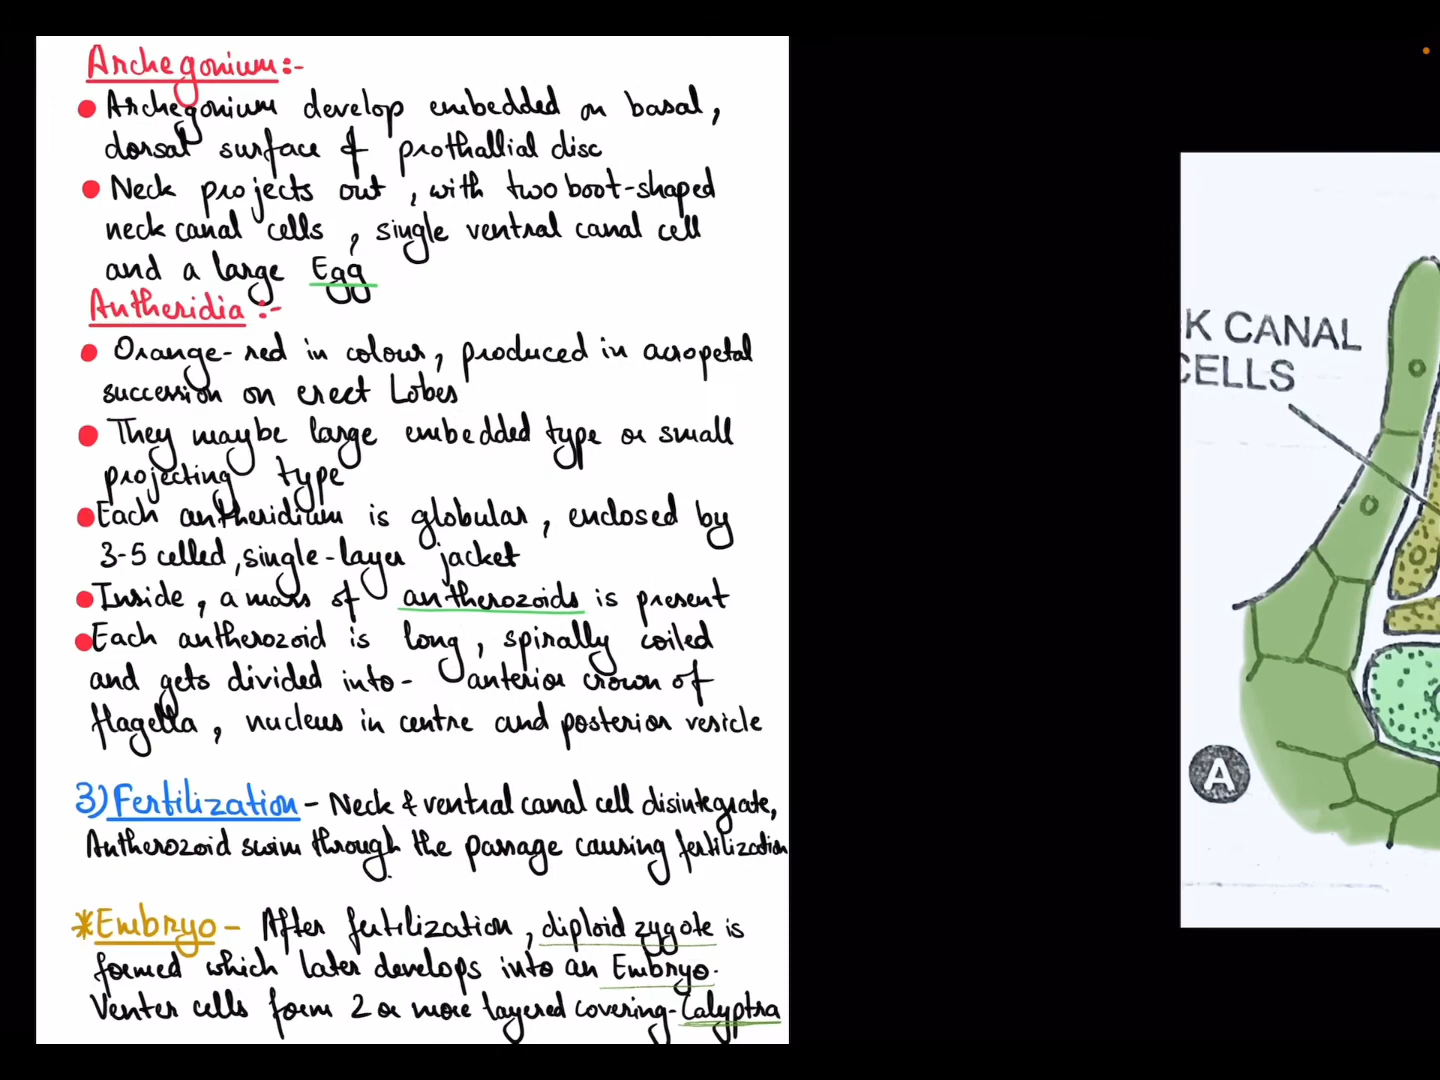 Archegonium:-
Archegonium develop embedded on basal,
dorsal surface of prothallial disc
Neck projects out, with two boot-shaped
neck canal cells, single ventral canal cell
and a large Egg
Antheridia:-
Orange-red in colour, produced in acropetal
succession on erect Lobes
They maybe large embedded type or small
projecting type
Each antheridium is globular, enclosed by
3-5 celled, single-layer jacket
Inside, a mass of antherozoids is present
Each antherozoid is long, spirally coiled
and gets divided into- anterior crown of
flagella, nucleus in centre and posterior vesicle
3) Fertilization - Neck & ventral canal cell disintegrate,
Antherozoid swim through the passage causing fertilization
*Embryo - After fertilization, diploid zygote is
formed which later develops into an Embryo.
Venter cells form 2 or more layered covering-Calyptra
K CANAL
CELLS
A